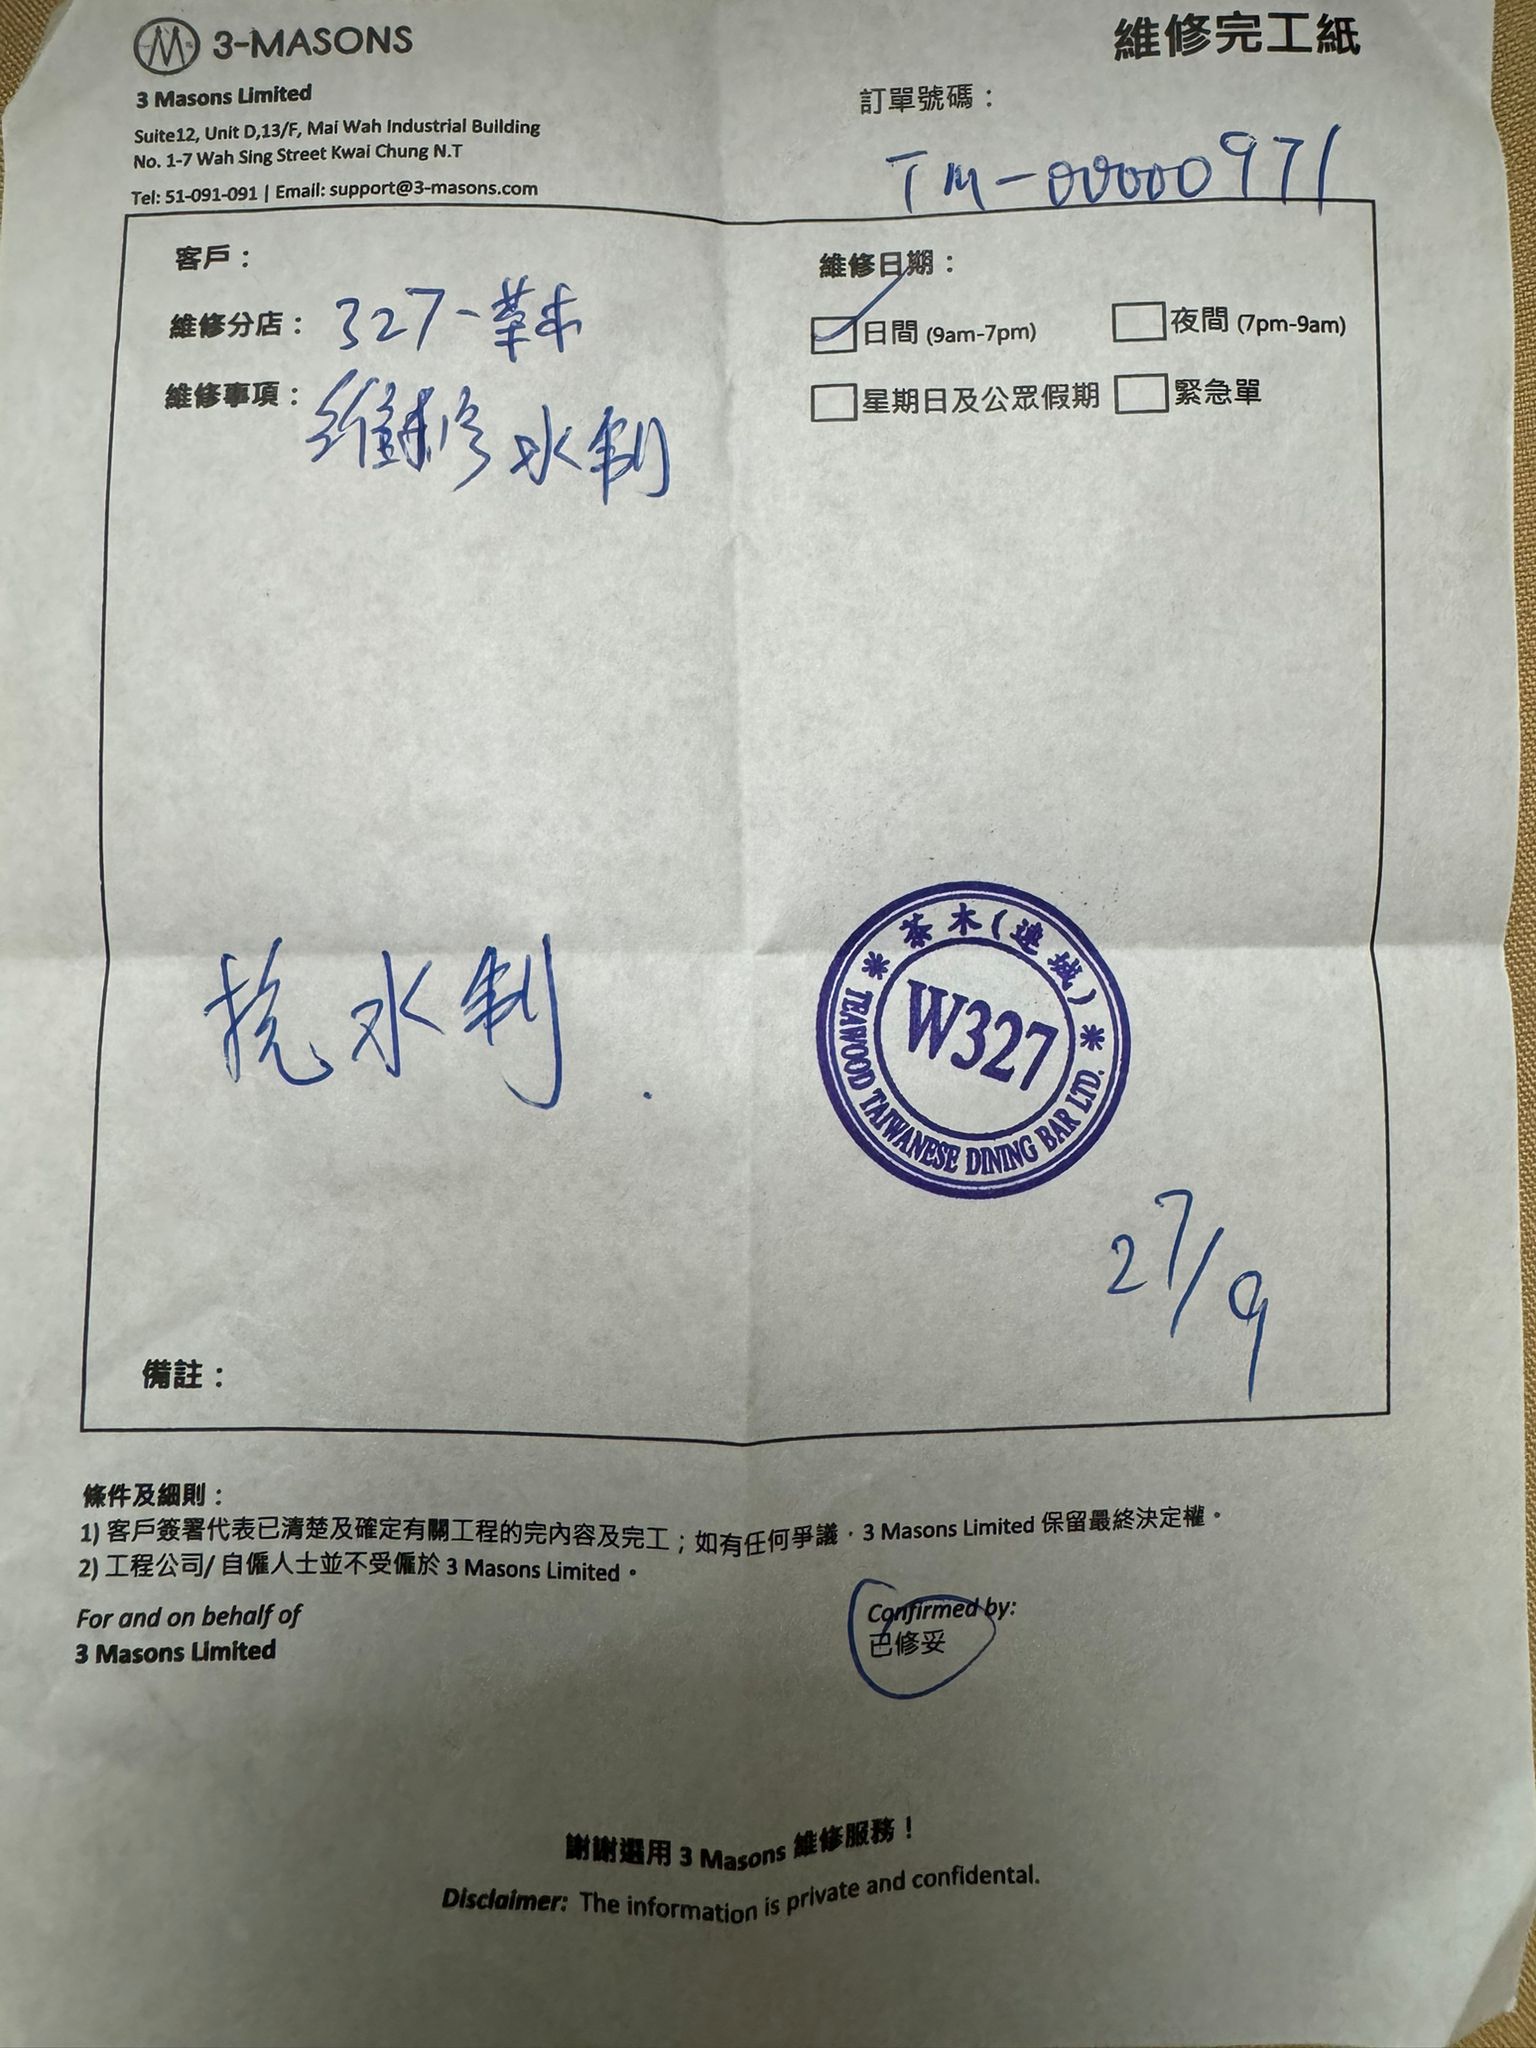 3-MASONS
維修完工紙
3 Masons Limited
訂單號碼：
Suite12, Unit D,13/F, Mai Wah Industrial Building
No. 1-7 Wah Sing Street Kwai Chung N.T
TM-00000971
Tel: 51-091-091 | Email: support@3-masons.com
客戶：
維修日期：
維修分店： 327-茶木
日間 (9am-7pm)
夜間 (7pm-9am)
維修事項： 維修水制
星期日及公眾假期
緊急單
水制
茶木(連城)
W327
TEAWOOD TAIWANESE DINING BAR LTD.
27/9
備註：
條件及細則：
1) 客戶簽署代表已清楚及確定有關工程的完內容及完工；如有任何爭議，3 Masons Limited 保留最終決定權。
2) 工程公司/ 自僱人士並不受僱於 3 Masons Limited。
For and on behalf of
3 Masons Limited
Confirmed by:
已修妥
謝謝選用 3 Masons 維修服務！
Disclaimer: The information is private and confidental.